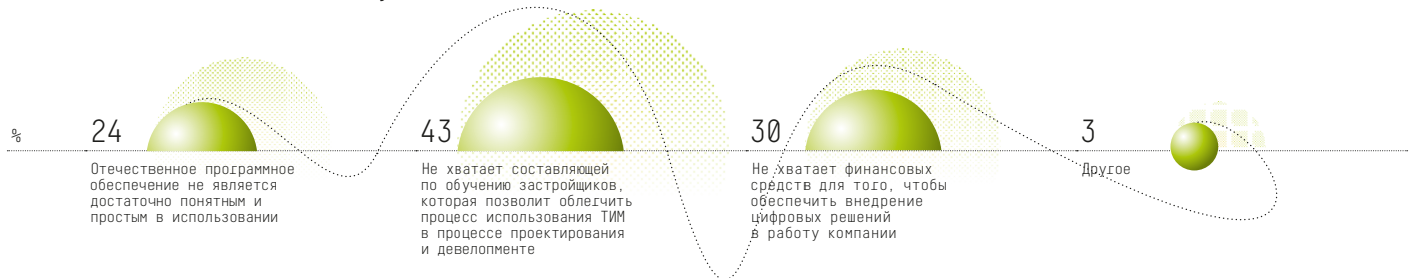 %
24
Отечественное программное
обеспечение не является
достаточно понятным и
простым в использовании
43
Не хватает составляющей
по обучению застройщиков,
которая позволит облегчить
процесс использования ТИМ
в процессе проектирования
и девелопменте
30
Не хватает финансовых
средств для того, чтобы
обеспечить внедрение
цифровых решений
в работу компании
3
Другое